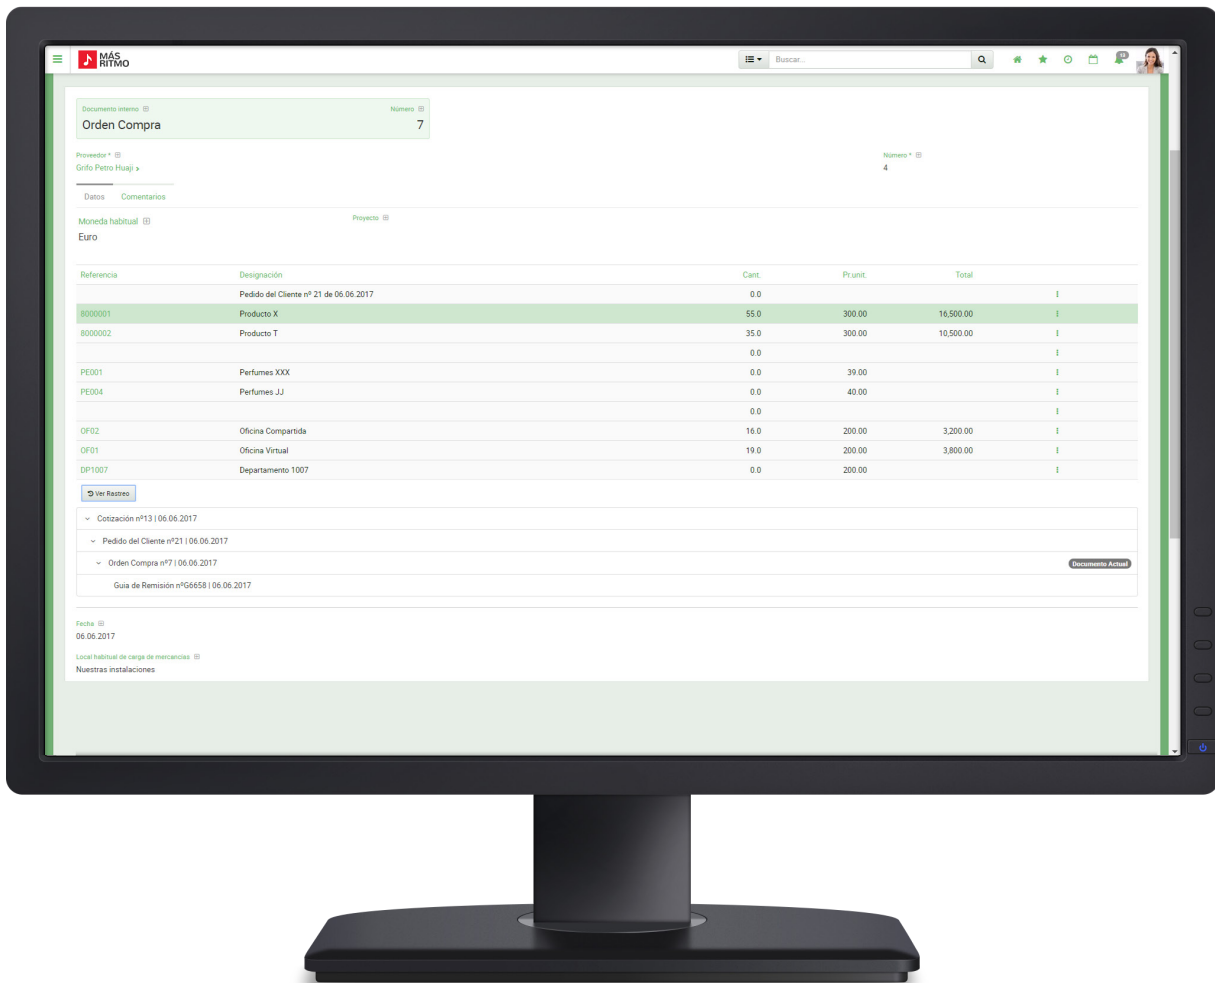 MÁS
RITMO
Buscar...
13
Documento interno
Número
Orden Compra
7
Proveedor *
Número *
Grifo Petro Huaji
4
Datos Comentarios
Moneda habitual
Proyecto
Euro
Referencia Designación Cant. Pr.unit. Total
Pedido del Cliente nº 21 de 06.06.2017 0.0
8000001 Producto X 55.0 300.00 16,500.00
8000002 Producto T 35.0 300.00 10,500.00
0.0
PE001 Perfumes XXX 0.0 39.00
PE004 Perfumes JJ 0.0 40.00
0.0
OF02 Oficina Compartida 16.0 200.00 3,200.00
OF01 Oficina Virtual 19.0 200.00 3,800.00
DP1007 Departamento 1007 0.0 200.00
Ver Rastreo
Cotización nº13 | 06.06.2017
Pedido del Cliente nº21 | 06.06.2017
Orden Compra nº7 | 06.06.2017 Documento Actual
Guia de Remisión nºG6658 | 06.06.2017
Fecha
06.06.2017
Local habitual de carga de mercancías
Nuestras instalaciones